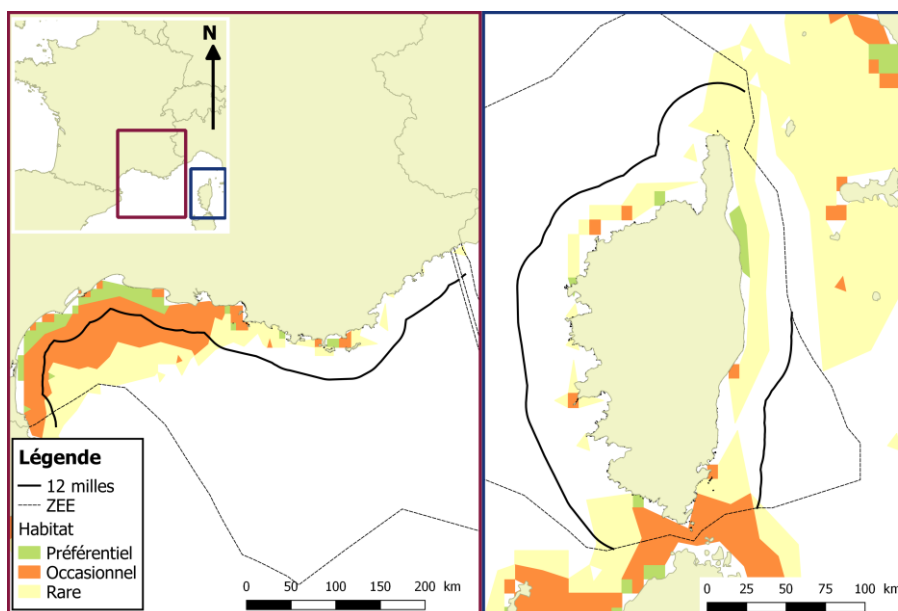 N
Légende
12 milles
ZEE
Habitat
Préférentiel
Occasionnel
Rare
0 50 100 150 200 km
0 25 50 75 100 km